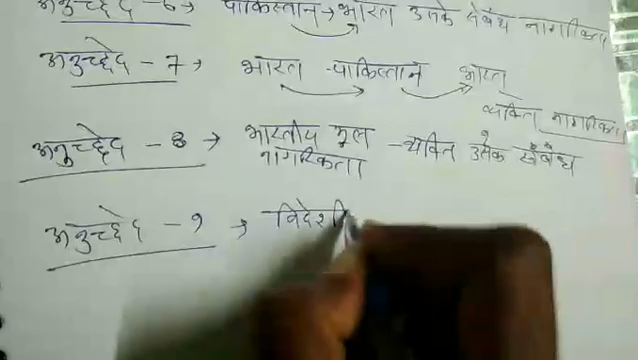 अनुच्छेद - 6 → पाकिस्तान → भारत उनके संबंध नागरिकता
अनुच्छेद - 7 → भारत - पाकिस्तान भारत
व्यक्ति नागरिकता
अनुच्छेद - 8 → भारतीय मूल - व्यक्ति उसके संबंध
नागरिकता
अनुच्छेद - 9 → विदेशी